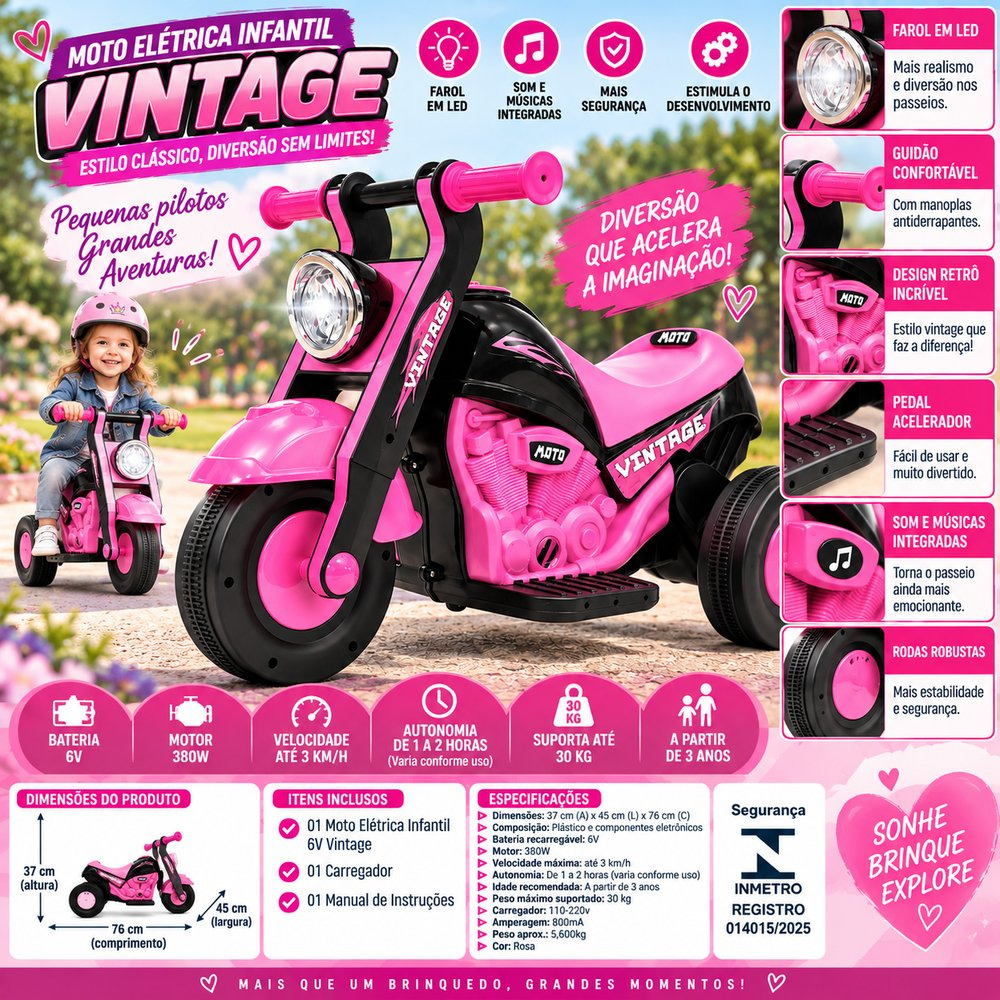 MOTO ELÉTRICA INFANTIL
VINTAGE
ESTILO CLÁSSICO, DIVERSÃO SEM LIMITES!
Pequenas pilotos
Grandes
Aventuras!
FAROL
EM LED
SOM E
MÚSICAS
INTEGRADAS
MAIS
SEGURANÇA
ESTIMULA O
DESENVOLVIMENTO
DIVERSÃO
QUE ACELERA
A IMAGINAÇÃO!
VINTAGE
MOTO
MOTO
VINTAGE
FAROL EM LED
Mais realismo
e diversão nos
passeios.
GUIDÃO
CONFORTÁVEL
Com manoplas
antiderrapantes.
MOTO
DESIGN RETRÔ
INCRÍVEL
Estilo vintage que
faz a diferença!
PEDAL
ACELERADOR
Fácil de usar e
muito divertido.
SOM E MÚSICAS
INTEGRADAS
Torna o passeio
ainda mais
emocionante.
RODAS ROBUSTAS
Mais estabilidade
e segurança.
BATERIA
6V
MOTOR
380W
VELOCIDADE
ATÉ 3 KM/H
AUTONOMIA
DE 1 A 2 HORAS
(Varia conforme uso)
30
KG
SUPORTA ATÉ
30 KG
A PARTIR
DE 3 ANOS
DIMENSÕES DO PRODUTO
37 cm
(altura)
76 cm
(comprimento)
45 cm
(largura)
ITENS INCLUSOS
01 Moto Elétrica Infantil
6V Vintage
01 Carregador
01 Manual de Instruções
ESPECIFICAÇÕES
Dimensões: 37 cm (A) x 45 cm (L) x 76 cm (C)
Composição: Plástico e componentes eletrônicos
Bateria recarregável: 6V
Motor: 380W
Velocidade máxima: até 3 km/h
Autonomia: De 1 a 2 horas (varia conforme uso)
Idade recomendada: A partir de 3 anos
Peso máximo suportado: 30 kg
Carregador: 110-220v
Amperagem: 800mA
Peso aprox.: 5,600kg
Cor: Rosa
Segurança
INMETRO
REGISTRO
014015/2025
SONHE
BRINQUE
EXPLORE
MAIS QUE UM BRINQUEDO, GRANDES MOMENTOS!